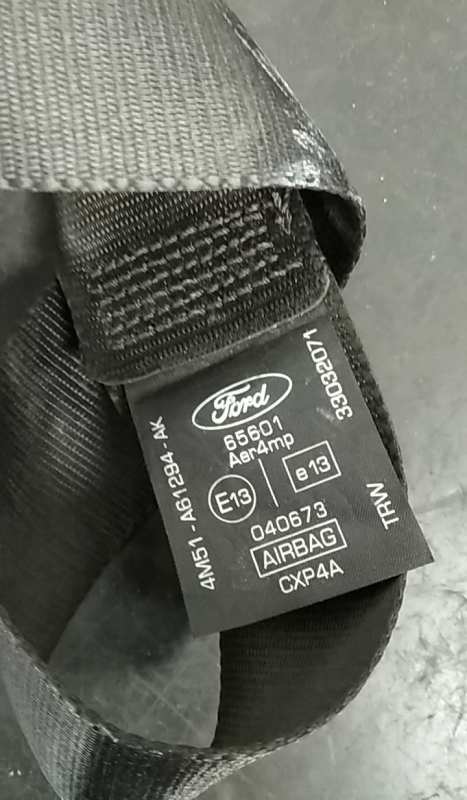 Ford
65601
Aer4mp
E13 e13
040673
AIRBAG
CXP4A
4M51-A61294-AK
33032071
TRW